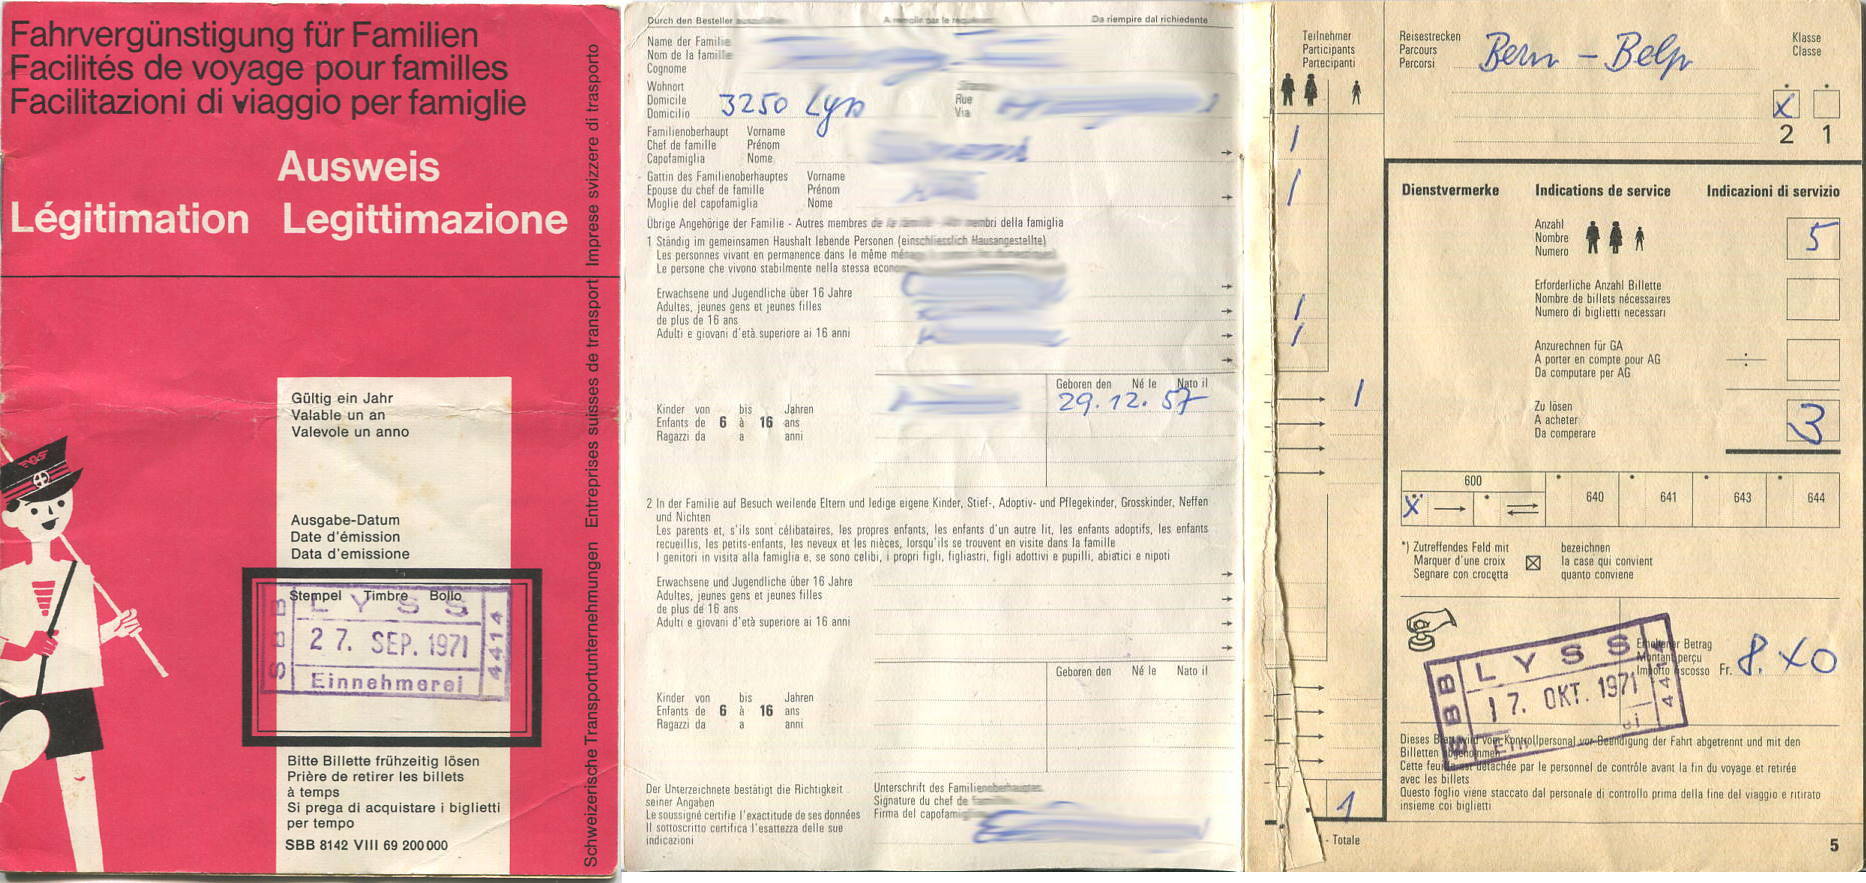 Fahrvergünstigung für Familien
Facilités de voyage pour familles
Facilitazioni di viaggio per famiglie
Ausweis
Légitimation Legittimazione
Gültig ein Jahr
Valable un an
Valevole un anno
Ausgabe-Datum
Date d'émission
Data d'emissione
Stempel Timbre Bollo
SBB LYSS 4414
27. SEP. 1971
Einnehmerei
Bitte Billette frühzeitig lösen
Prière de retirer les billets
à temps
Si prega di acquistare i biglietti
per tempo
SBB 8142 VIII 69 200 000
Schweizerische Transportunternehmungen Entreprises suisses de transport Imprese svizzere di trasporto
Durch den Besteller Da riempire dal richiedente
Name der Familie
Nom de la famille
Cognome
Wohnort
Domicile 3250 Lyss Rue
Domicilio Via
Familienoberhaupt Vorname
Chef de famille Prénom
Capofamiglia Nome
Gattin des Familienoberhauptes Vorname
Epouse du chef de famille Prénom
Moglie del capofamiglia Nome
Übrige Angehörige der Familie - Autres membres de la famille membri della famiglia
1 Ständig im gemeinsamen Haushalt lebende Personen (einschliesslich Hausangestellte)
Les personnes vivant en permanence dans le même
Le persone che vivono stabilmente nella stessa
Erwachsene und Jugendliche über 16 Jahre
Adultes, jeunes gens et jeunes filles
de plus de 16 ans
Adulti e giovani d'età superiore ai 16 anni
Geboren den Né le Nato il
29.12.57
Kinder von bis Jahren
Enfants de 6 à 16 ans
Ragazzi da a anni
2 In der Familie auf Besuch weilende Eltern und ledige eigene Kinder, Stief-, Adoptiv- und Pflegekinder, Grosskinder, Neffen
und Nichten
Les parents et, s'ils sont célibataires, les propres enfants, les enfants d'un autre lit, les enfants adoptifs, les enfants
recueillis, les petits-enfants, les neveux et les nièces, lorsqu'ils se trouvent en visite dans la famille
I genitori in visita alla famiglia e, se sono celibi, i propri figli, figliastri, figli adottivi e pupilli, abiatici e nipoti
Erwachsene und Jugendliche über 16 Jahre
Adultes, jeunes gens et jeunes filles
de plus de 16 ans
Adulti e giovani d'età superiore ai 16 anni
Geboren den Né le Nato il
Kinder von bis Jahren
Enfants de 6 à 16 ans
Ragazzi da a anni
Der Unterzeichnete bestätigt die Richtigkeit
seiner Angaben
Le soussigné certifie l'exactitude de ses données
Il sottoscritto certifica l'esattezza delle sue
indicazioni
Unterschrift des Familienoberhauptes
Signature du chef de famille
Firma del
Teilnehmer
Participants
Partecipanti
1
1
1
1
1
1
Totale
Reisestrecken
Parcours
Percorsi
Bern - Belp
Klasse
Classe
X
2 1
Dienstvermerke Indications de service Indicazioni di servizio
Anzahl
Nombre
Numero
5
Erforderliche Anzahl Billette
Nombre de billets nécessaires
Numero di biglietti necessari
Anzurechnen für GA
A porter en compte pour AG
Da computare per AG
Zu lösen
A acheter
Da comperare
3
600 640 641 643 644
X
*) Zutreffendes Feld mit bezeichnen
Marquer d'une croix la case qui convient
Segnare con crocetta quanto conviene
Erhaltener Betrag
Montant perçu
Importo riscosso Fr. 8.40
SBB LYSS 4414
17. OKT. 1971
Dieses Blatt wird vom Kontrollpersonal vor Beendigung der Fahrt abgetrennt und mit den
Billetten abgenommen
Cette feuille est détachée par le personnel de contrôle avant la fin du voyage et retirée
avec les billets
Questo foglio viene staccato dal personale di controllo prima della fine del viaggio e ritirato
insieme coi biglietti
5